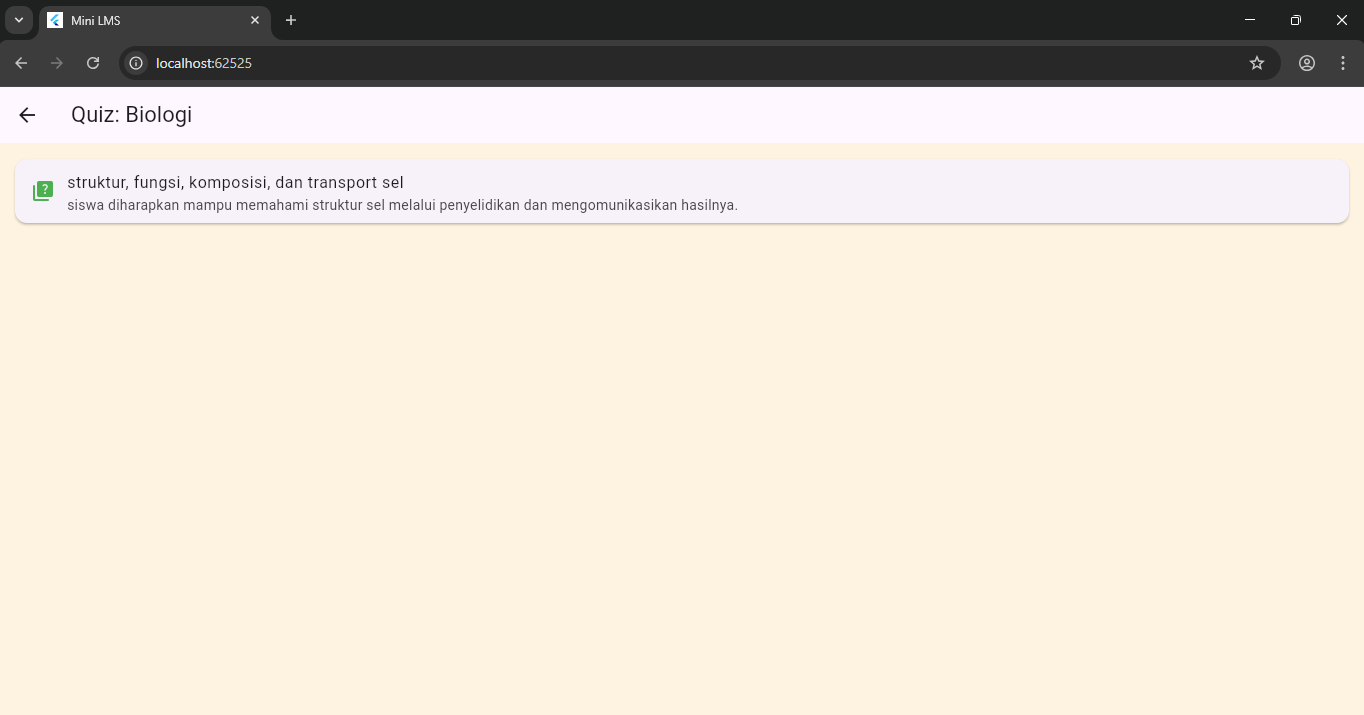 Mini LMS
localhost:62525
Quiz: Biologi
struktur, fungsi, komposisi, dan transport sel
siswa diharapkan mampu memahami struktur sel melalui penyelidikan dan mengomunikasikan hasilnya.